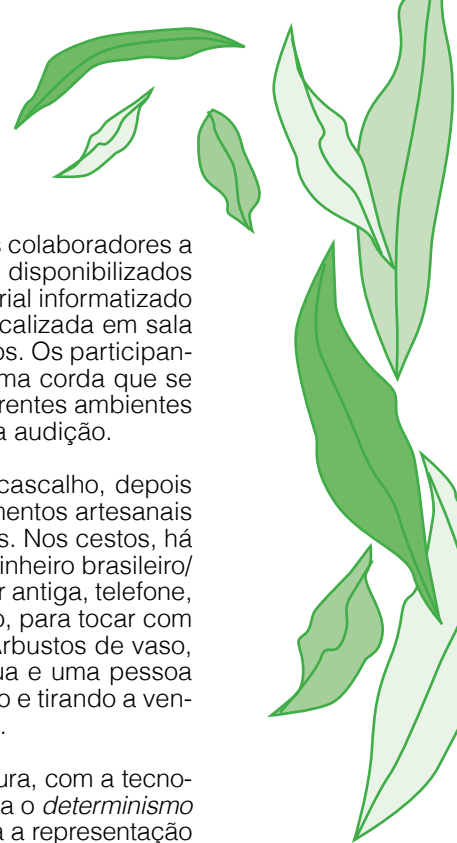 s colaboradores a
disponibilizados
rial informatizado
calizada em sala
os. Os participan-
ma corda que se
rentes ambientes
a audição.
cascalho, depois
mentos artesanais
s. Nos cestos, há
inheiro brasileiro/
r antiga, telefone,
o, para tocar com
Arbustos de vaso,
ua e uma pessoa
o e tirando a ven-
.
ura, com a tecno-
a o determinismo
á a representação